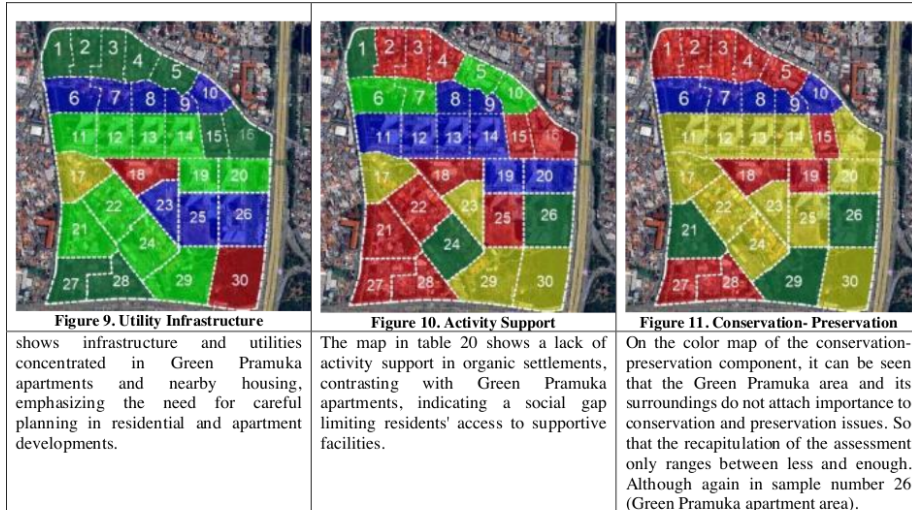 1 2 3 4 5
6 7 8 9 10
11 12 13 14 15 16
17 18 19 20
21 22 23 25 26
24
27 28 29 30
Figure 9. Utility Infrastructure
shows infrastructure and utilities
concentrated in Green Pramuka
apartments and nearby housing,
emphasizing the need for careful
planning in residential and apartment
developments.
1 2 3 4 5
6 7 8 9 10
11 12 13 14 15 16
17 18 19 20
21 22 23 25 26
24
27 28 29 30
Figure 10. Activity Support
The map in table 20 shows a lack of
activity support in organic settlements,
contrasting with Green Pramuka
apartments, indicating a social gap
limiting residents' access to supportive
facilities.
1 2 3 4 5
6 7 8 9 10
11 12 13 14 15 16
17 18 19 20
21 22 23 25 26
24
27 28 29 30
Figure 11. Conservation- Preservation
On the color map of the conservation-
preservation component, it can be seen
that the Green Pramuka area and its
surroundings do not attach importance to
conservation and preservation issues. So
that the recapitulation of the assessment
only ranges between less and enough.
Although again in sample number 26
(Green Pramuka apartment area).